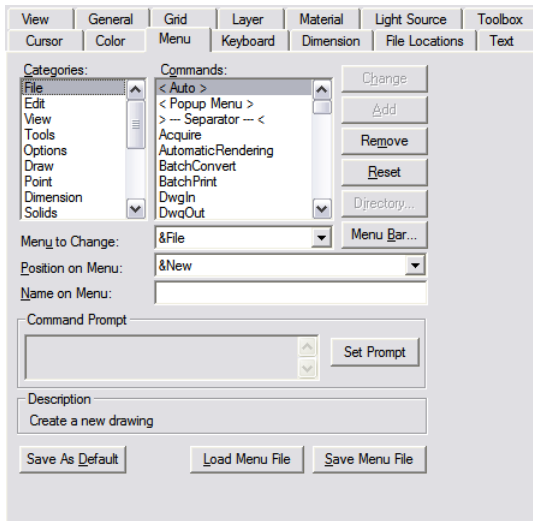 View General Grid Layer Material Light Source Toolbox
Cursor Color Menu Keyboard Dimension File Locations Text
Categories: Commands:
File < Auto > Change
Edit < Popup Menu >
View > --- Separator --- < Add
Tools Acquire
Options AutomaticRendering Remove
Draw BatchConvert
Point BatchPrint Reset
Dimension DwgIn
Solids DwgOut Directory...
Menu to Change: &File Menu Bar...
Position on Menu: &New
Name on Menu:
Command Prompt
Set Prompt
Description
Create a new drawing
Save As Default Load Menu File Save Menu File